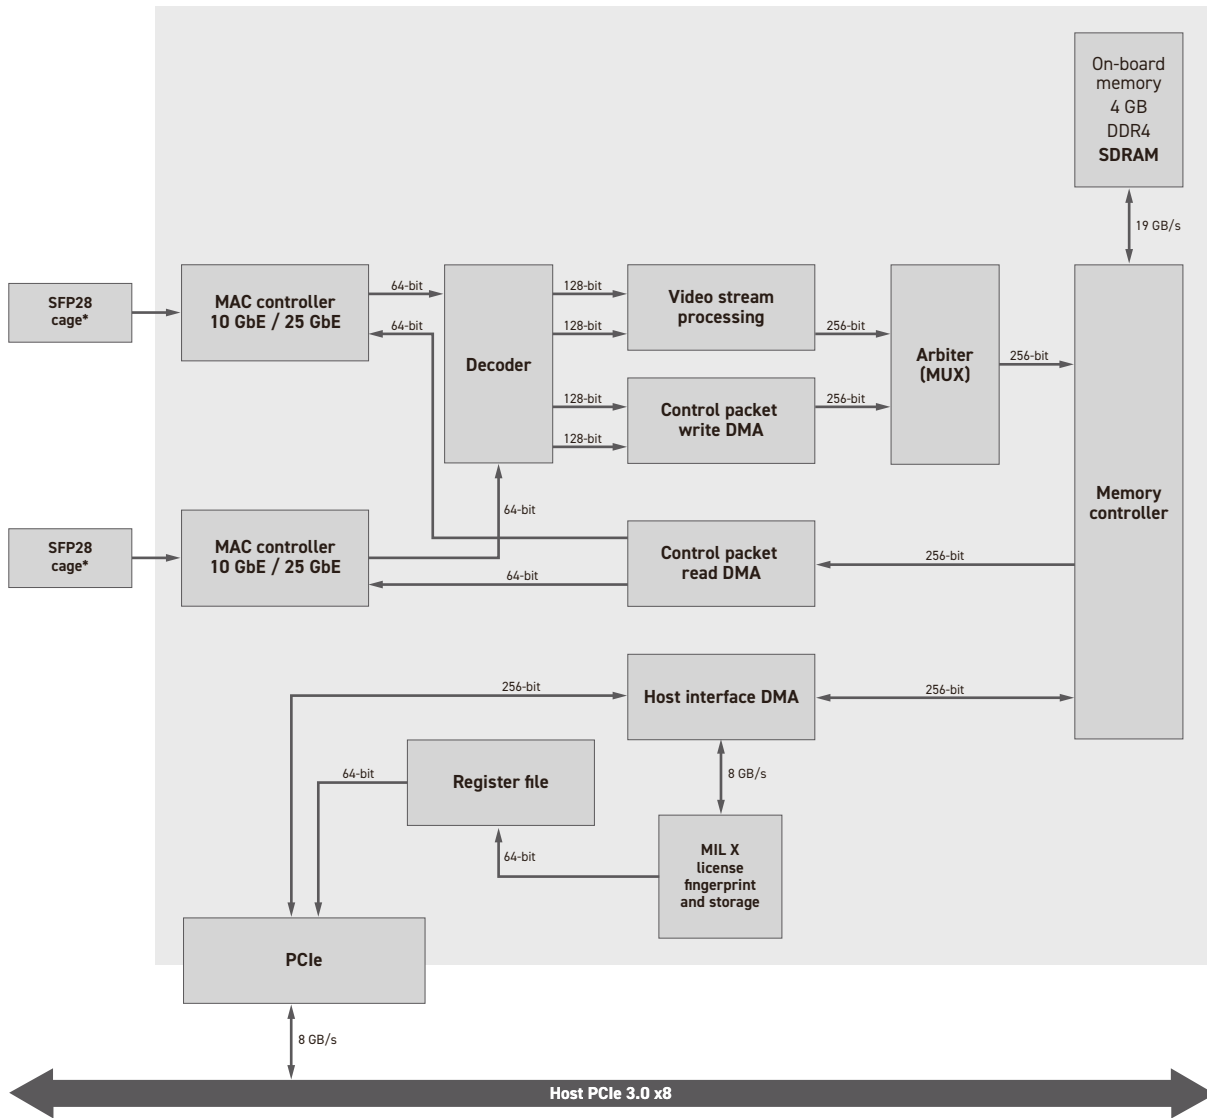 On-board
memory
4 GB
DDR4
SDRAM
19 GB/s
SFP28
cage*
MAC controller
10 GbE / 25 GbE
64-bit
64-bit
Decoder
128-bit
128-bit
128-bit
128-bit
Video stream
processing
Control packet
write DMA
256-bit
256-bit
Arbiter
(MUX)
256-bit
Memory
controller
SFP28
cage*
MAC controller
10 GbE / 25 GbE
64-bit
64-bit
Control packet
read DMA
256-bit
256-bit
Host interface DMA
256-bit
8 GB/s
64-bit
Register file
64-bit
MIL X
license
fingerprint
and storage
PCIe
8 GB/s
Host PCIe 3.0 x8